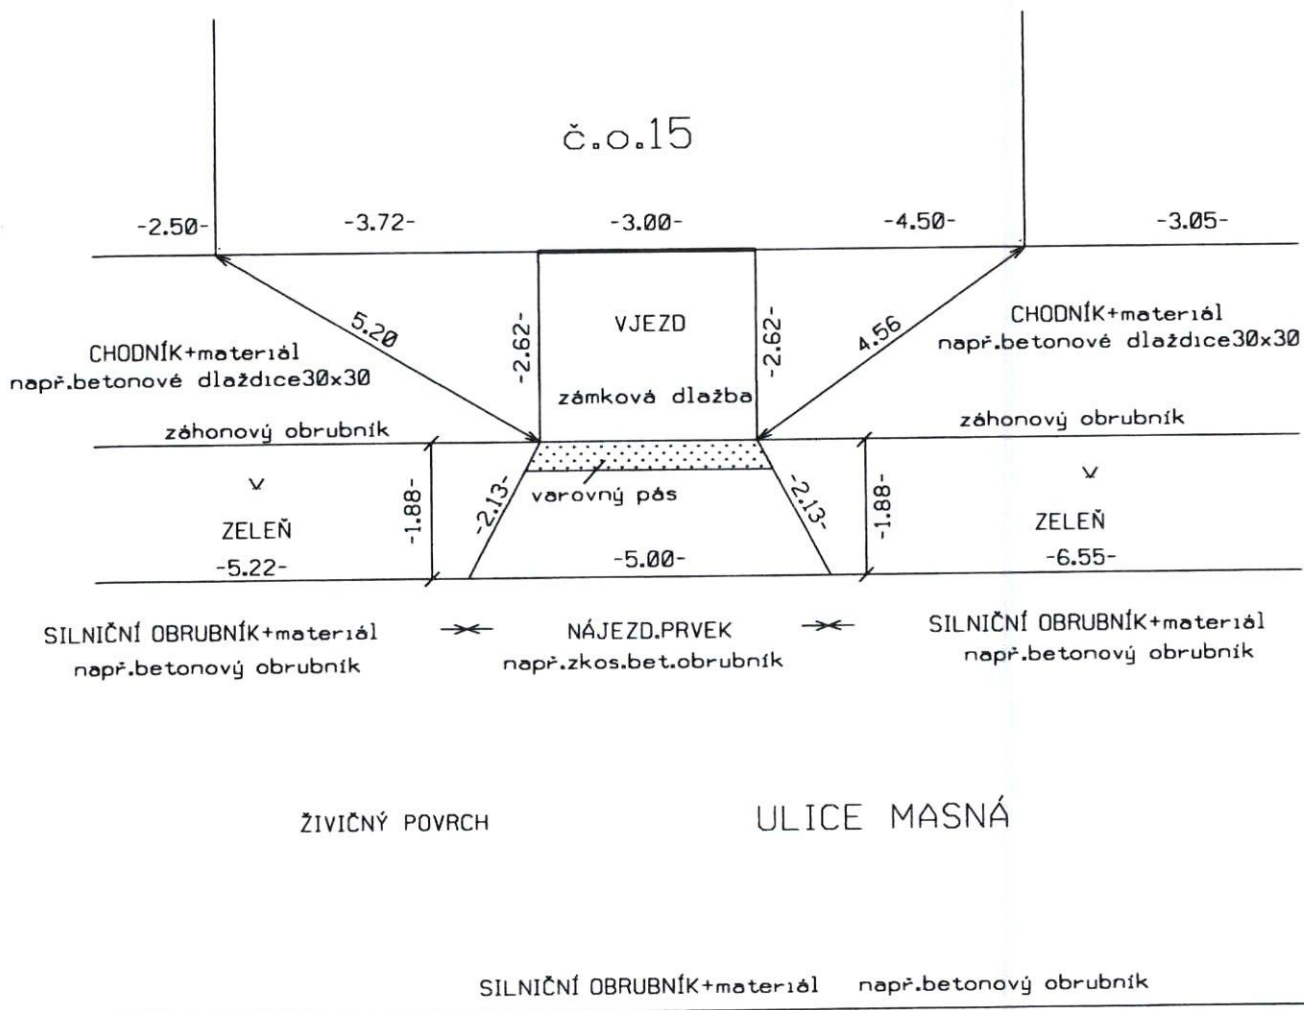 č.o.15
-2.50-
-3.72-
-3.00-
-4.50-
-3.05-
5.20
-2.62-
VJEZD
-2.62-
4.56
CHODNÍK+materiál
např.betonové dlaždice30x30
CHODNÍK+materiál
např.betonové dlaždice30x30
zámková dlažba
záhonový obrubník
záhonový obrubník
-1.88-
-2.13-
varovný pás
-2.13-
-1.88-
ZELEŇ
-5.22-
-5.00-
ZELEŇ
-6.55-
SILNIČNÍ OBRUBNÍK+materiál
např.betonový obrubník
NÁJEZD.PRVEK
např.zkos.bet.obrubník
SILNIČNÍ OBRUBNÍK+materiál
např.betonový obrubník
ŽIVIČNÝ POVRCH
ULICE MASNÁ
SILNIČNÍ OBRUBNÍK+materiál např.betonový obrubník